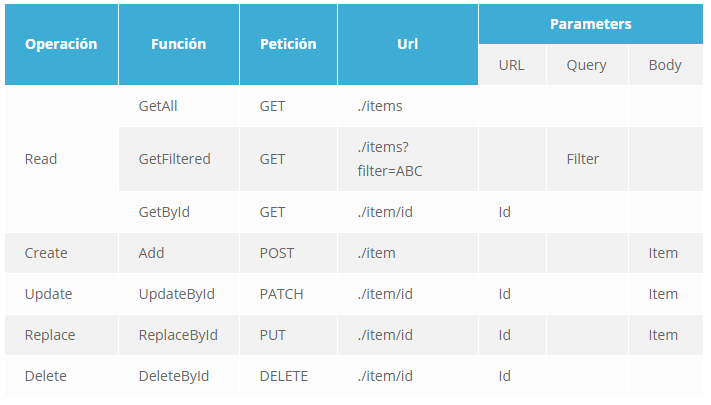 Operación Función Petición Url Parameters
URL Query Body
Read GetAll GET ./items
GetFiltered GET ./items?
filter=ABC Filter
GetById GET ./item/id Id
Create Add POST ./item Item
Update UpdateById PATCH ./item/id Id Item
Replace ReplaceById PUT ./item/id Id Item
Delete DeleteById DELETE ./item/id Id